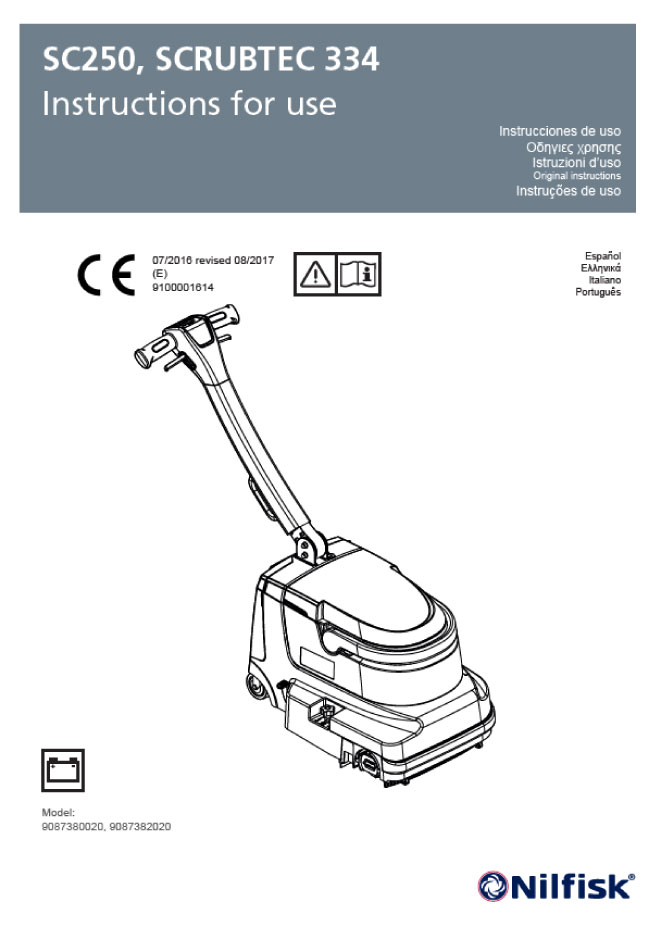 SC250, SCRUBTEC 334
Instructions for use
Instrucciones de uso
Οδηγιες χρησης
Istruzioni d'uso
Original instructions
Instruções de uso
CE
07/2016 revised 08/2017
(E)
9100001614
Español
Ελληνικά
Italiano
Português
Model:
9087380020, 9087382020
Nilfisk®